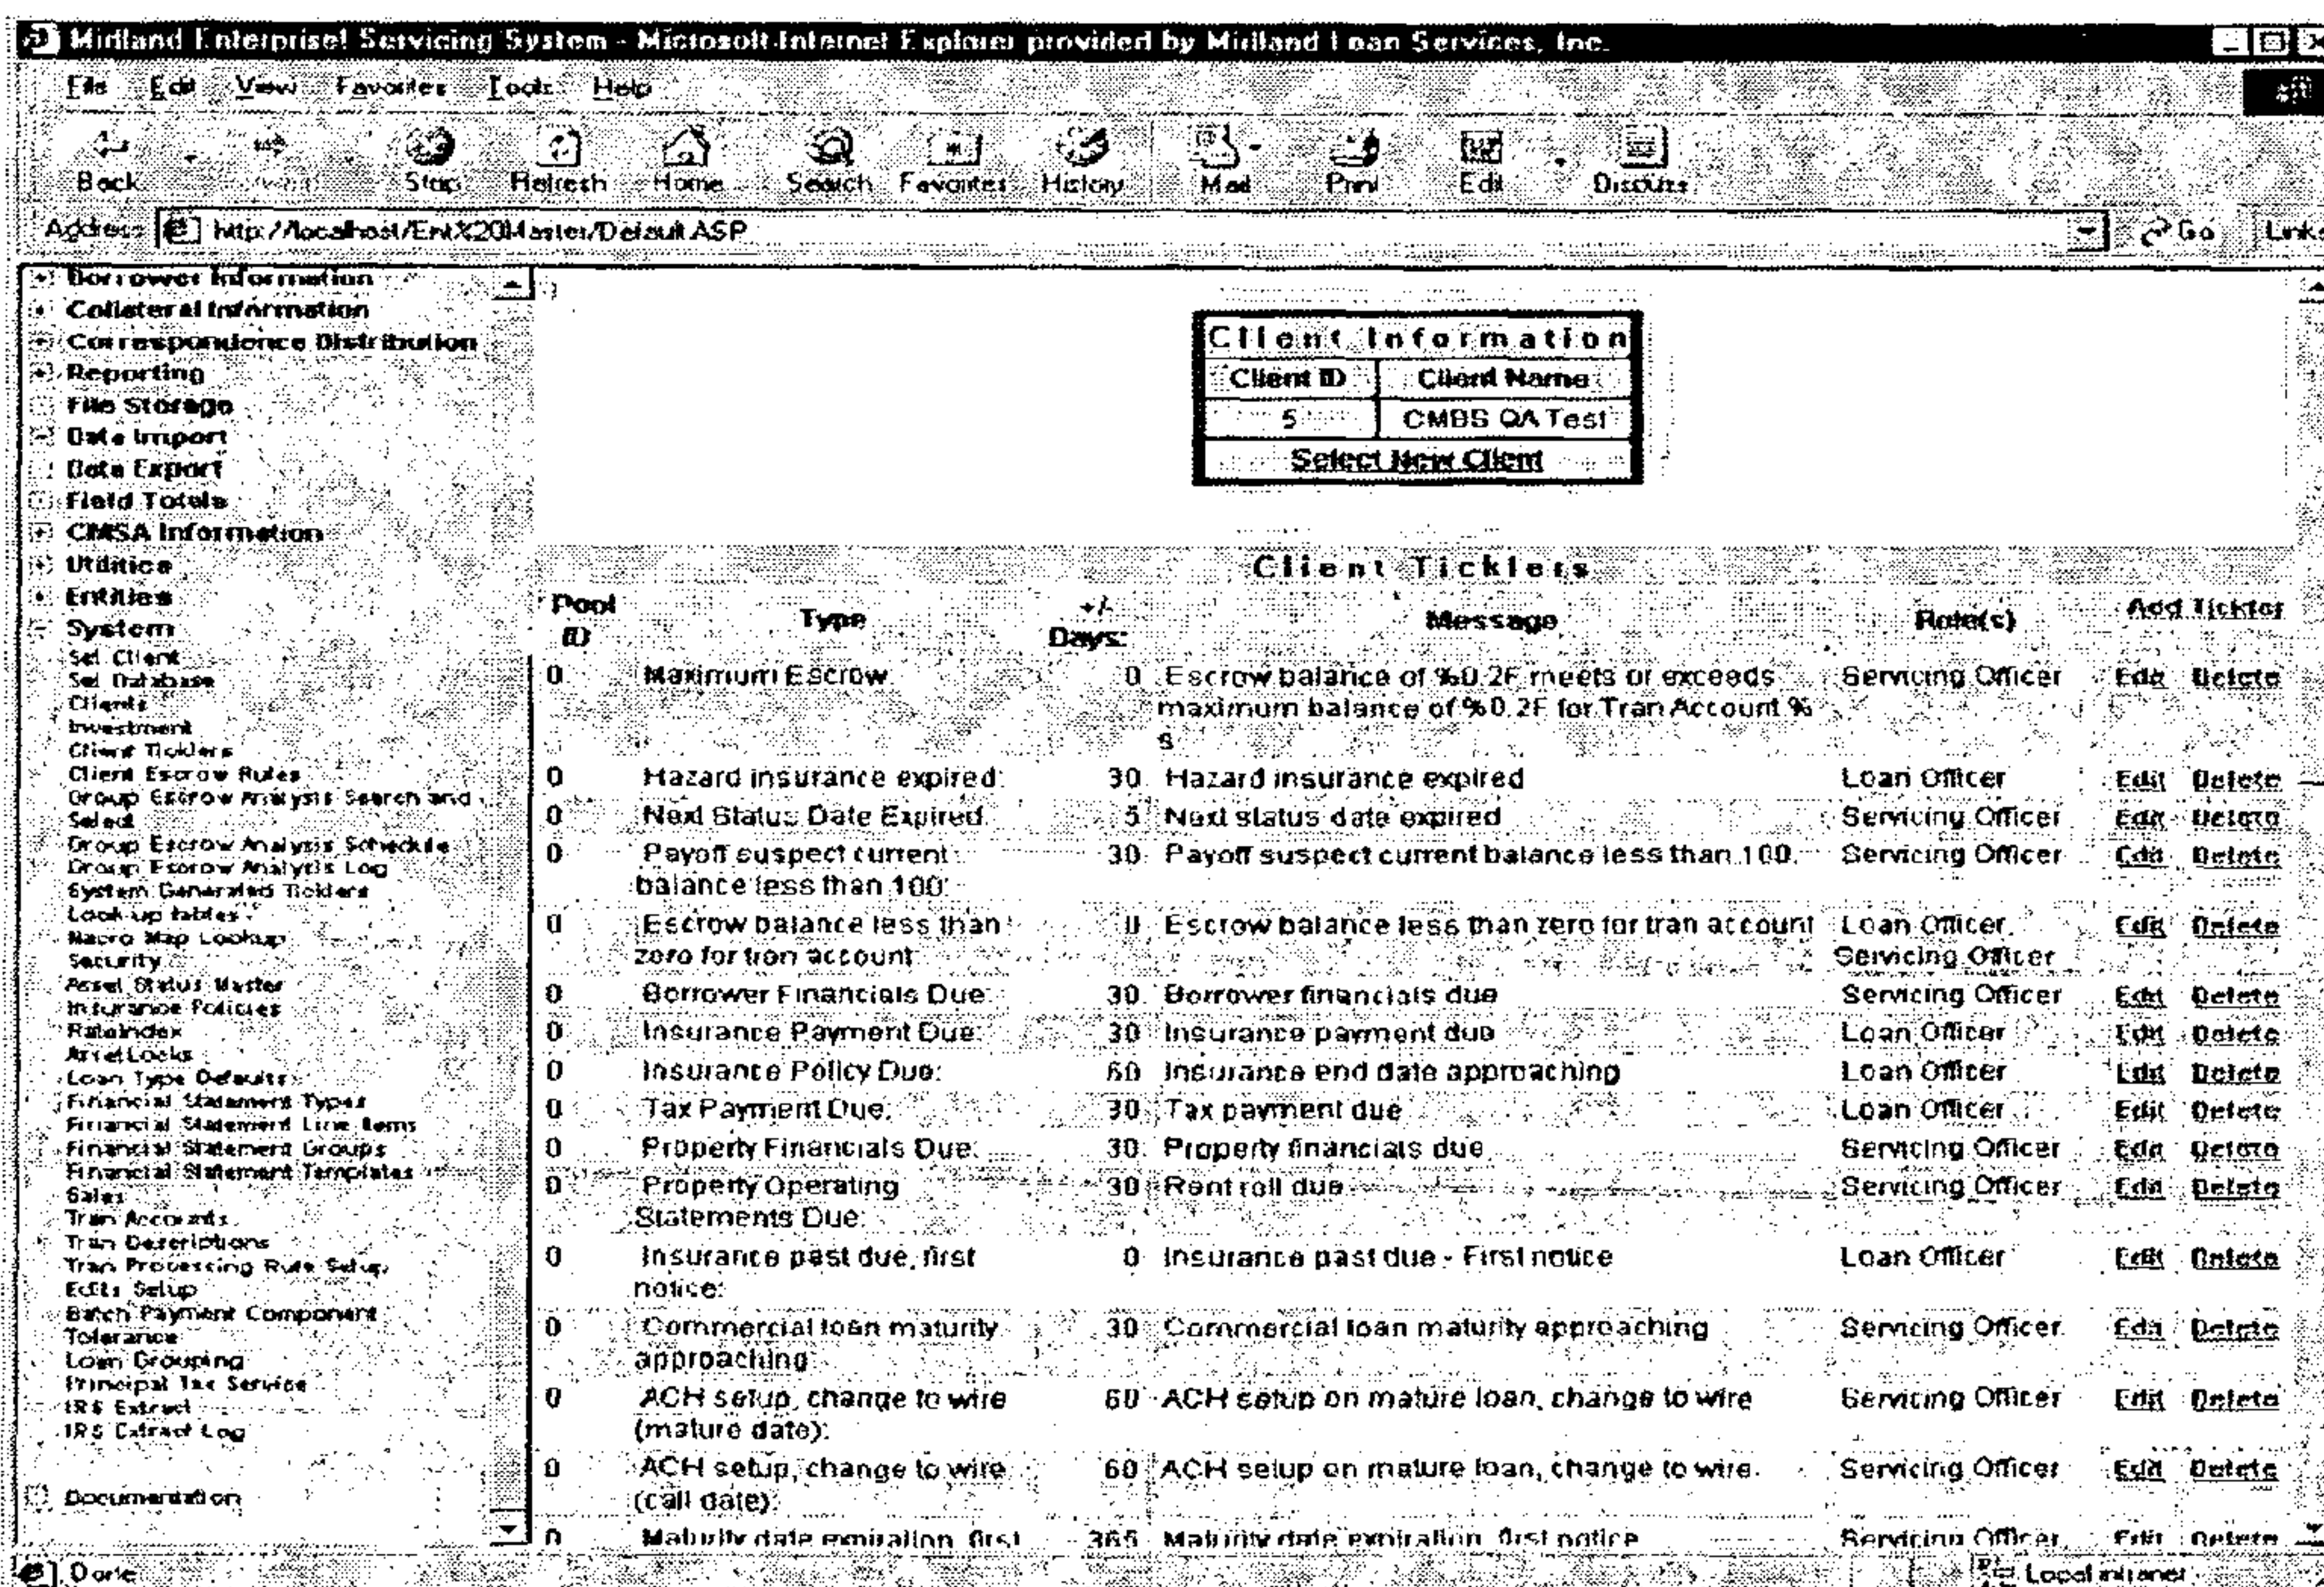 Midland Enterprise! Servicing System - Microsoft Internet Explorer provided by Midland Loan Services, Inc.
File Edit View Favorites Tools Help
Back Stop Refresh Home Search Favorites History Mail Print Edit Discuss
Address http://localhost/Ent%20Master/Default.ASP Go Links
Borrower Information
Collateral Information
Correspondence Distribution
Reporting
File Storage
Data Import
Data Export
Field Totals
CMSA Information
Utilities
Entities
System
Set Client
Set Database
Clients
Investment
Client Ticklers
Client Escrow Rules
Group Escrow Analysis Search and
Select
Group Escrow Analysis Schedule
Group Escrow Analysis Log
System Generated Ticklers
Look-up tables
Macro Map Lookup
Security
Asset Status Master
Insurance Policies
RateIndex
AssetLocks
Loan Type Defaults
Financial Statement Types
Financial Statement Line Items
Financial Statement Groups
Financial Statement Templates
Sales
Tran Accounts
Tran Descriptions
Tran Processing Rule Setup
Edits Setup
Batch Payment Component
Tolerance
Loan Grouping
Principal Tax Service
IRS Extract
IRS Extract Log
Documentation
Client Information
Client ID Client Name
5 CMBS QA Test
Select New Client
Client Ticklers
Pool ID Type +/- Days: Message Role(s) Add Tickler
0 Maximum Escrow 0 Escrow balance of %0.2F meets or exceeds Servicing Officer Edit Delete
maximum balance of %0.2F for Tran Account %
s
0 Hazard insurance expired: 30 Hazard insurance expired Loan Officer Edit Delete
0 Next Status Date Expired. 5 Next status date expired Servicing Officer Edit Delete
0 Payoff suspect current 30 Payoff suspect current balance less than 100. Servicing Officer Edit Delete
balance less than 100:
0 Escrow balance less than 0 Escrow balance less than zero for tran account Loan Officer, Edit Delete
zero for tran account Servicing Officer
0 Borrower Financials Due: 30 Borrower financials due Servicing Officer Edit Delete
0 Insurance Payment Due: 30 Insurance payment due Loan Officer Edit Delete
0 Insurance Policy Due: 60 Insurance end date approaching Loan Officer Edit Delete
0 Tax Payment Due: 30 Tax payment due Loan Officer Edit Delete
0 Property Financials Due: 30 Property financials due Servicing Officer Edit Delete
0 Property Operating 30 Rent roll due Servicing Officer Edit Delete
Statements Due:
0 Insurance past due, first 0 Insurance past due - First notice Loan Officer Edit Delete
notice:
0 Commercial loan maturity 30 Commercial loan maturity approaching Servicing Officer Edit Delete
approaching:
0 ACH setup, change to wire 60 ACH setup on mature loan, change to wire Servicing Officer Edit Delete
(mature date):
0 ACH setup, change to wire 60 ACH setup on mature loan, change to wire. Servicing Officer Edit Delete
(call date):
0 Maturity date expiration, first 365 Maturity date expiration, first notice Servicing Officer Edit Delete
Done Local intranet